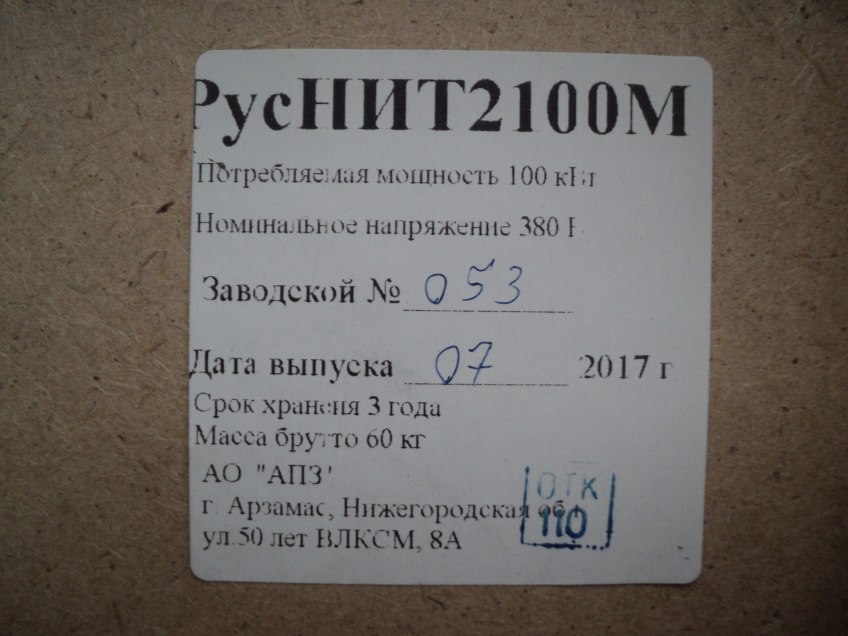 РусНИТ2100М
Потребляемая мощность 100 кВт
Номинальное напряжение 380 В
Заводской № 053
Дата выпуска 07 2017 г
Срок хранения 3 года
Масса брутто 60 кг
АО "АПЗ"
г. Арзамас, Нижегородская обл
ул.50 лет ВЛКСМ, 8А
ОТК
110